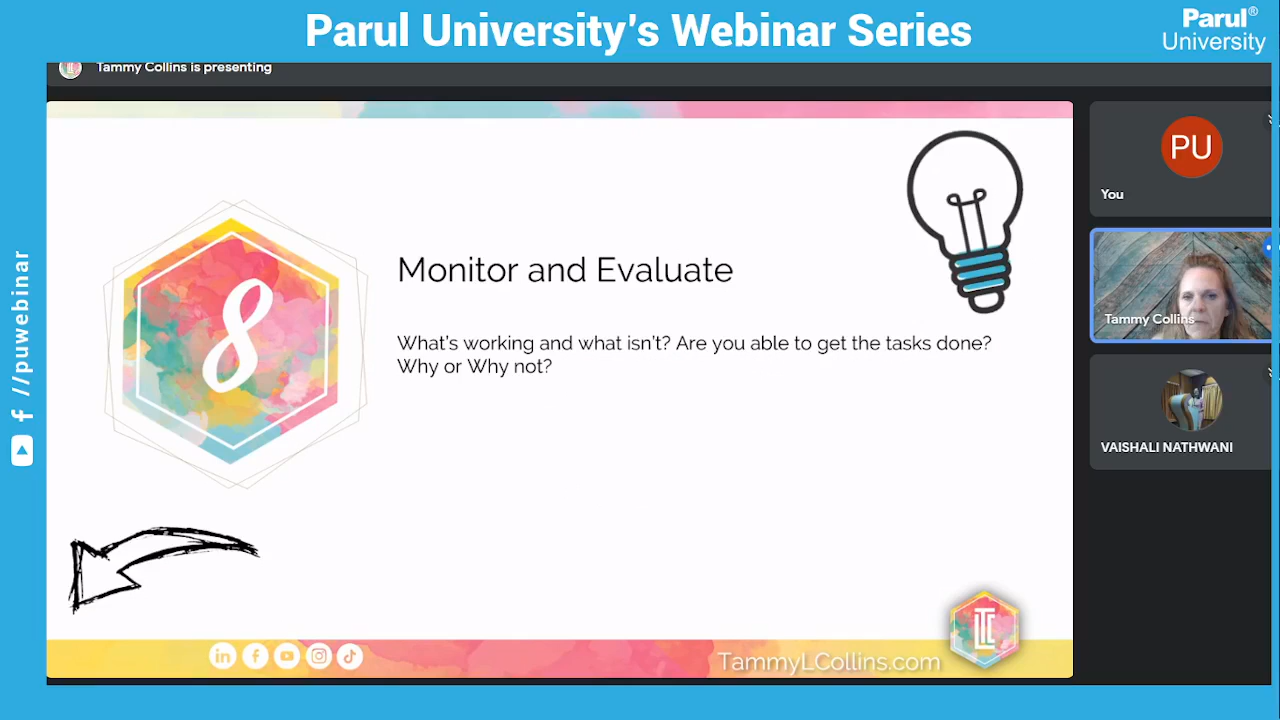 Parul University's Webinar Series
Parul®
University
Tammy Collins is presenting
PU
You
8
Monitor and Evaluate
What's working and what isn't? Are you able to get the tasks done?
Why or Why not?
Tammy Collins
VAISHALI NATHWANI
//puwebinar
TLC
TammyLCollins.com